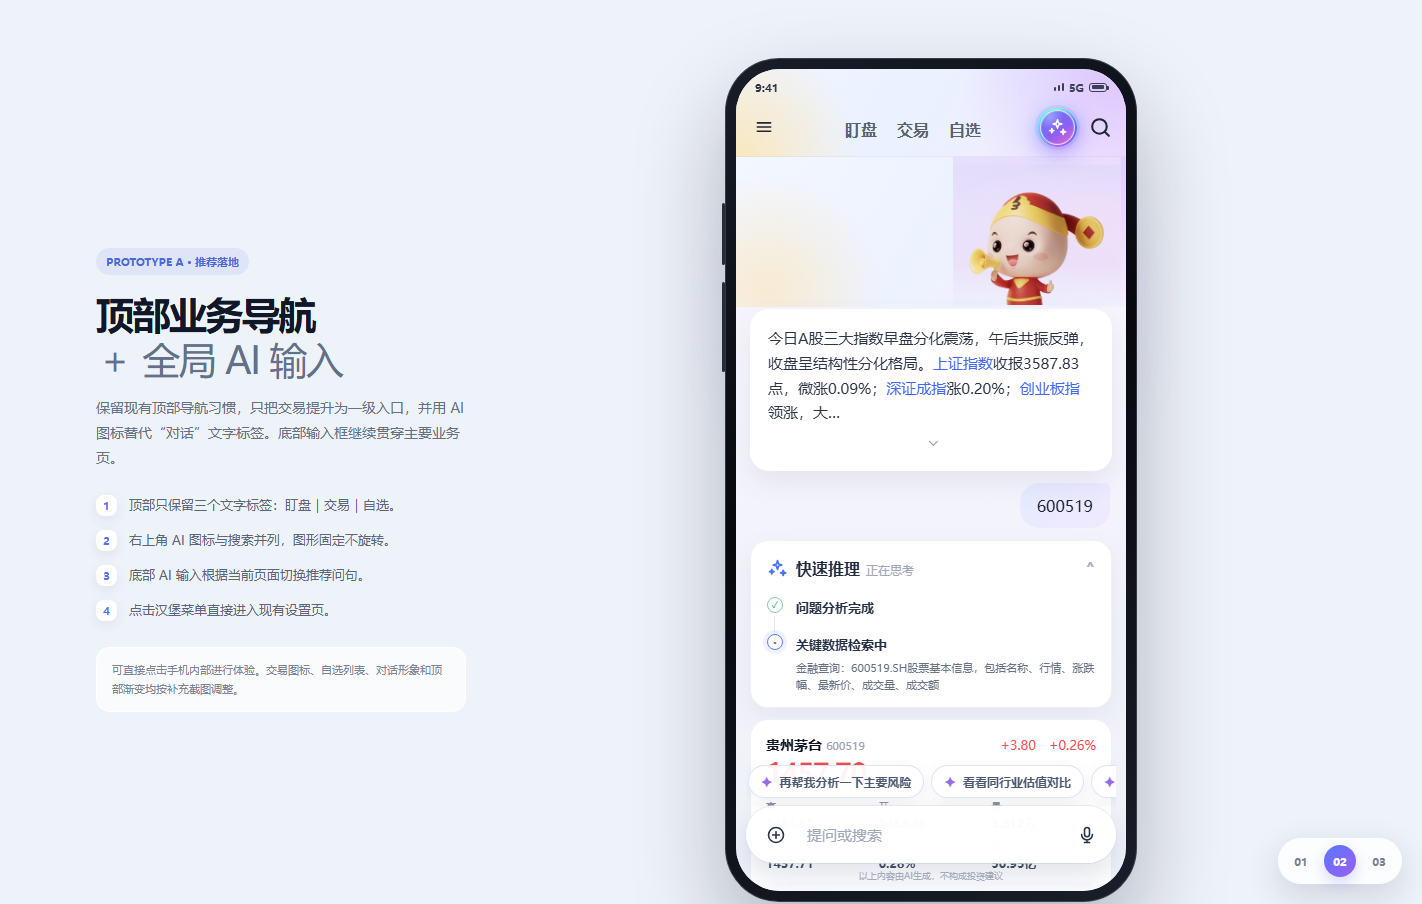 PROTOTYPE A • 推荐落地
顶部业务导航
+ 全局 AI 输入
保留现有顶部导航习惯，只把交易提升为一级入口，并用 AI
图标替代“对话”文字标签。底部输入框继续贯穿主要业务
页。
1 顶部只保留三个文字标签：盯盘 | 交易 | 自选。
2 右上角 AI 图标与搜索并列，图形固定不旋转。
3 底部 AI 输入根据当前页面切换推荐问句。
4 点击汉堡菜单直接进入现有设置页。
可直接点击手机内部进行体验。交易图标、自选列表、对话形象和顶
部渐变均按补充截图调整。
9:41 5G
盯盘 交易 自选
今日A股三大指数早盘分化震荡，午后共振反弹，
收盘呈结构性分化格局。上证指数收报3587.83
点，微涨0.09%；深证成指涨0.20%；创业板指
领涨，大...
600519
快速推理 正在思考
问题分析完成
关键数据检索中
金融查询：600519.SH股票基本信息，包括名称、行情、涨跌
幅、最新价、成交量、成交额
贵州茅台 600519 +3.80 +0.26%
再帮我分析一下主要风险 看看同行业估值对比
提问或搜索
以上内容由AI生成，不构成投资建议
01 02 03